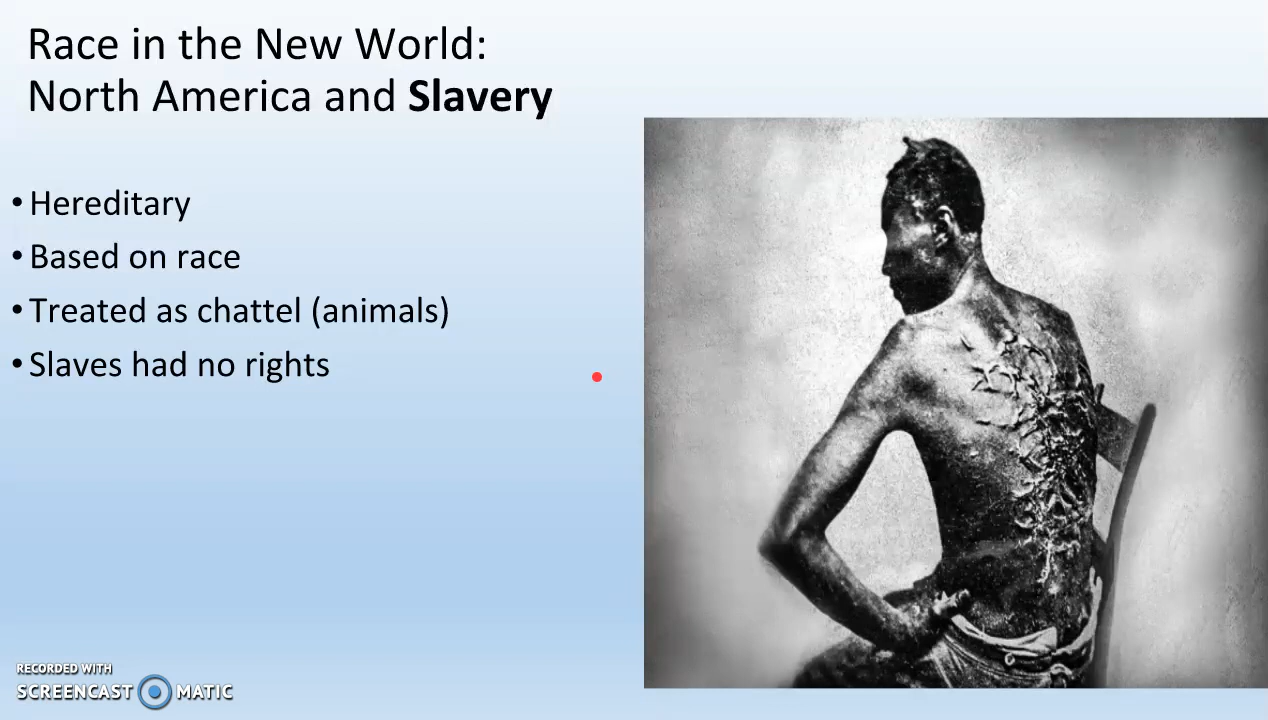 Race in the New World:
North America and Slavery
• Hereditary
• Based on race
• Treated as chattel (animals)
• Slaves had no rights
RECORDED WITH
SCREENCAST MATIC